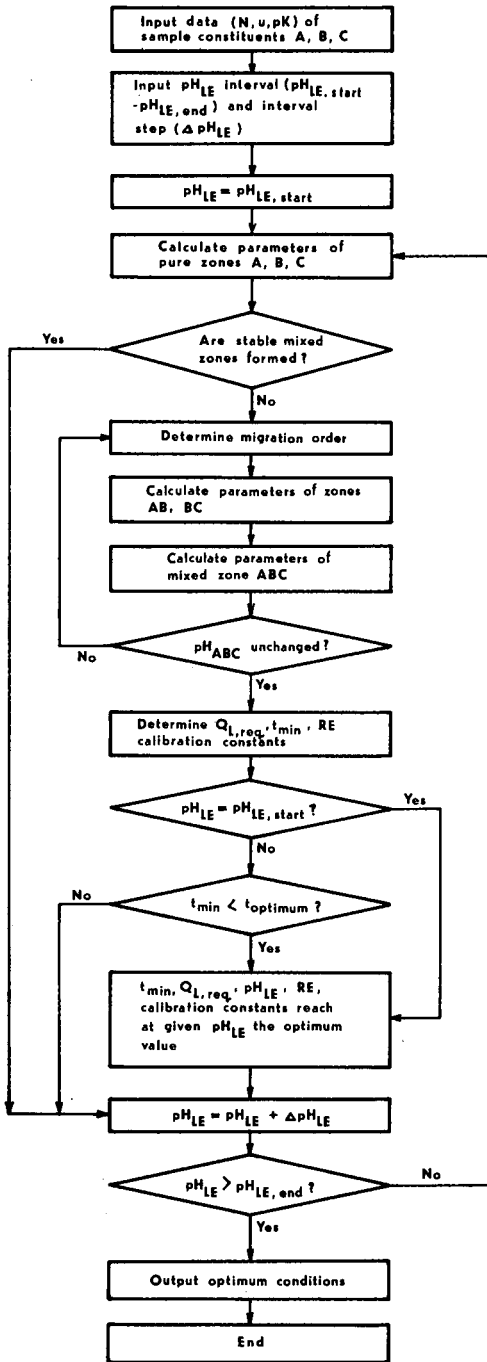 Input data (N,u,pK) of
sample constituents A, B, C
Input pH_LE interval (pH_LE, start
-pH_LE, end) and interval
step (Δ pH_LE)
pH_LE = pH_LE, start
Calculate parameters of
pure zones A, B, C
Yes
Are stable mixed
zones formed?
No
Determine migration order
Calculate parameters of zones
AB, BC
Calculate parameters of
mixed zone ABC
No
pH_ABC unchanged?
Yes
Determine Q_L,req, t_min, RE
calibration constants
pH_LE = pH_LE, start ?
Yes
No
No
t_min < t_optimum ?
Yes
t_min, Q_L,req, pH_LE, RE,
calibration constants reach
at given pH_LE the optimum
value
pH_LE = pH_LE + Δ pH_LE
pH_LE > pH_LE, end ?
No
Yes
Output optimum conditions
End